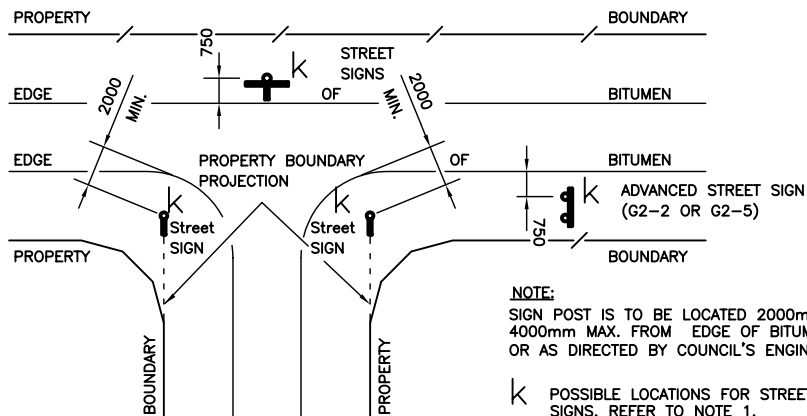 PROPERTY BOUNDARY
750
STREET
SIGNS
k
2000
MIN.
2000
MIN.
EDGE OF BITUMEN
EDGE OF BITUMEN
PROPERTY BOUNDARY
PROJECTION
k
Street
SIGN
k
Street
SIGN
750
k
ADVANCED STREET SIGN
(G2-2 OR G2-5)
PROPERTY BOUNDARY
BOUNDARY
PROPERTY
NOTE:
SIGN POST IS TO BE LOCATED 2000m
4000mm MAX. FROM EDGE OF BITUM
OR AS DIRECTED BY COUNCIL'S ENGIN
k POSSIBLE LOCATIONS FOR STREET
SIGNS. REFER TO NOTE 1.